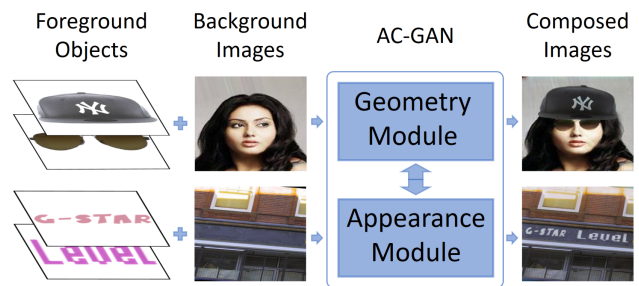 Foreground Objects
Background Images
AC-GAN
Composed Images
NY
Geometry Module
NY
G-STAR
Level
Appearance Module
G-STAR Level